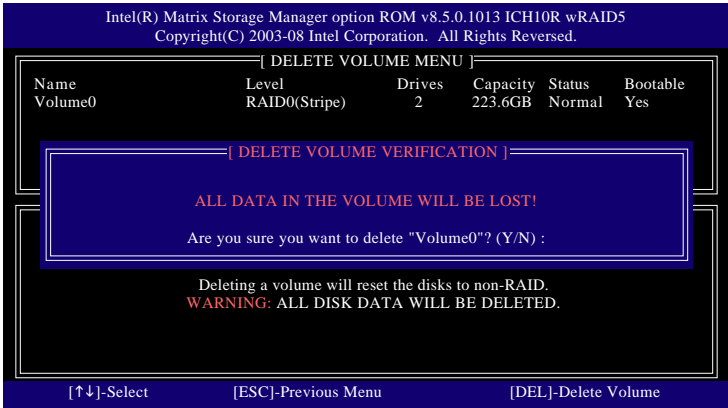 Intel(R) Matrix Storage Manager option ROM v8.5.0.1013 ICH10R wRAID5
Copyright(C) 2003-08 Intel Corporation.  All Rights Reversed.
[ DELETE VOLUME MENU ]
Name Level Drives Capacity Status Bootable
Volume0 RAID0(Stripe) 2 223.6GB Normal Yes
[ DELETE VOLUME VERIFICATION ]
ALL DATA IN THE VOLUME WILL BE LOST!
Are you sure you want to delete "Volume0"? (Y/N) :
Deleting a volume will reset the disks to non-RAID.
WARNING: ALL DISK DATA WILL BE DELETED.
[↑↓]-Select [ESC]-Previous Menu [DEL]-Delete Volume